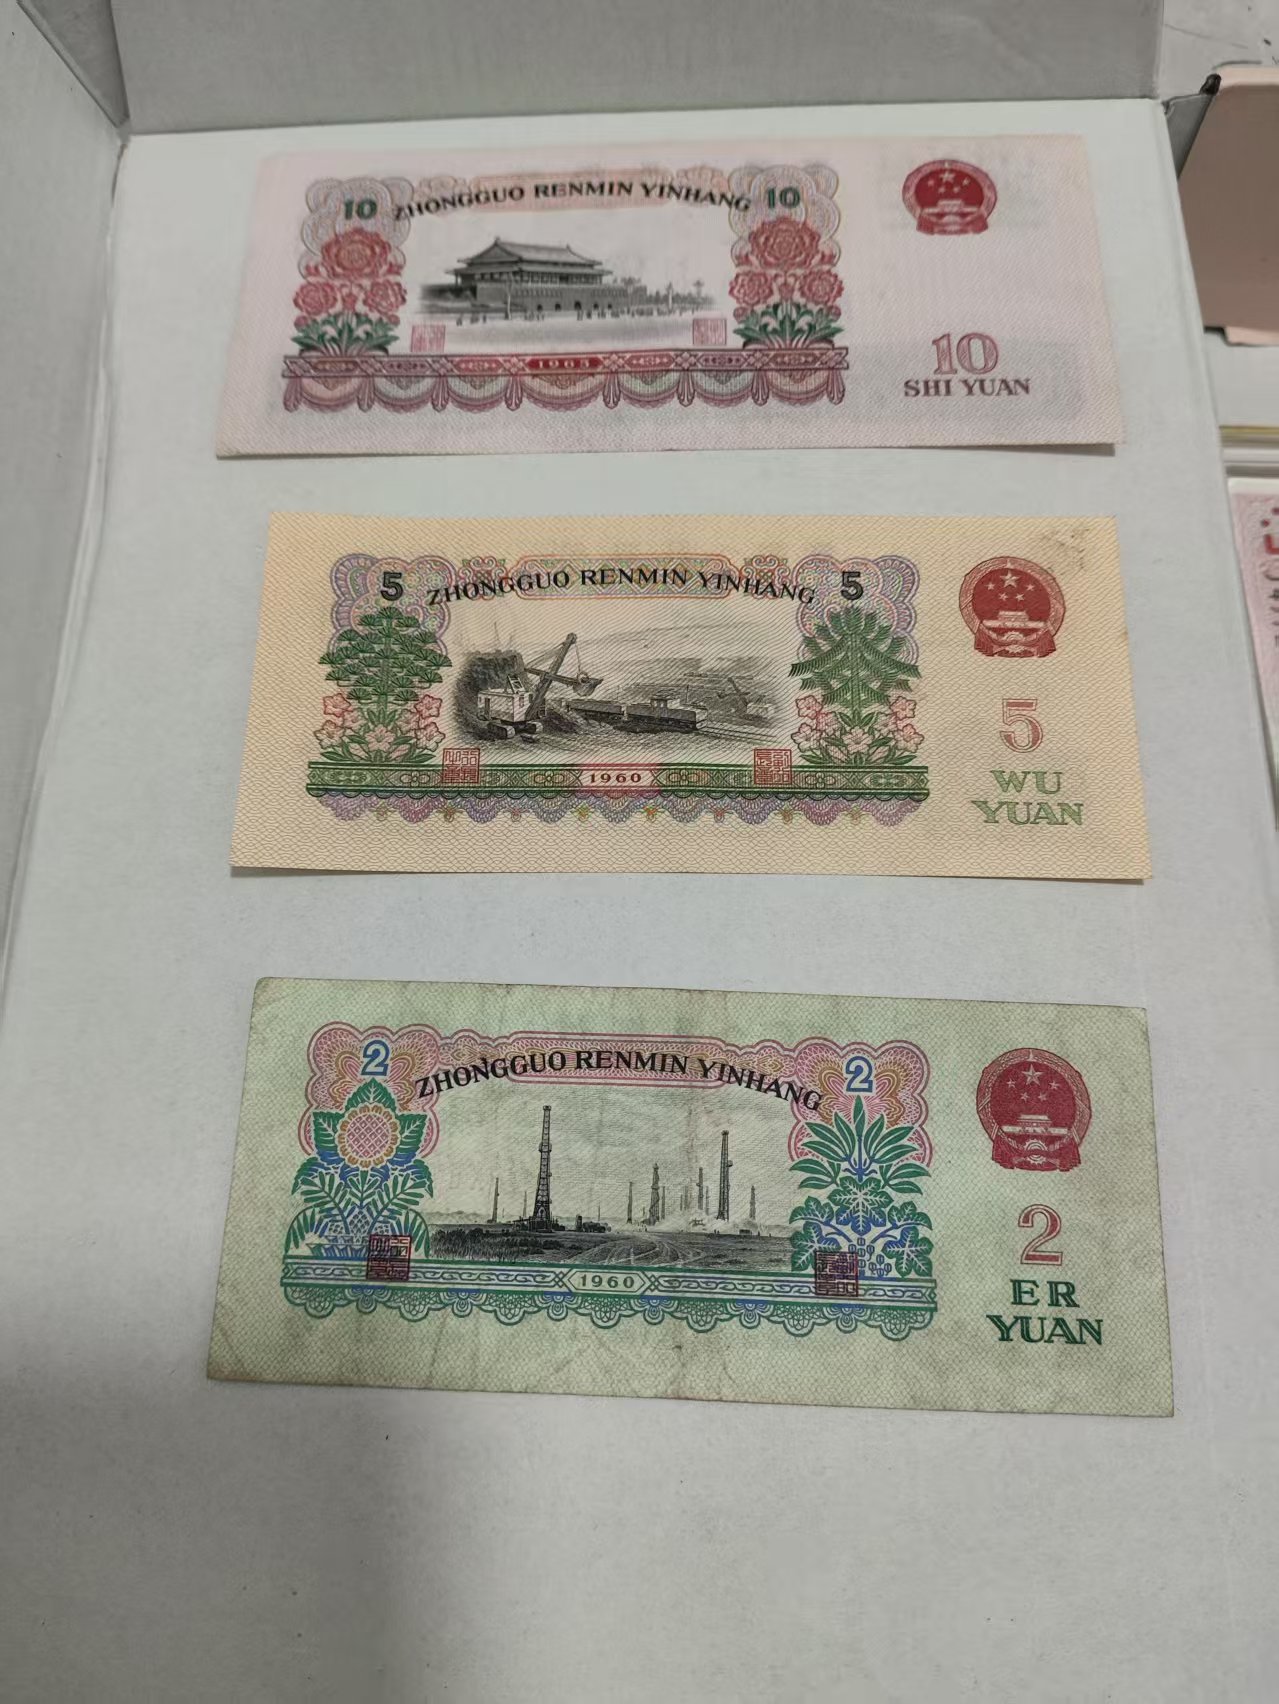 10 ZHONGGUO RENMIN YINHANG 10
1965
10
SHI YUAN
5 ZHONGGUO RENMIN YINHANG 5
1960
5
WU
YUAN
2 ZHONGGUO RENMIN YINHANG 2
1960
2
ER
YUAN